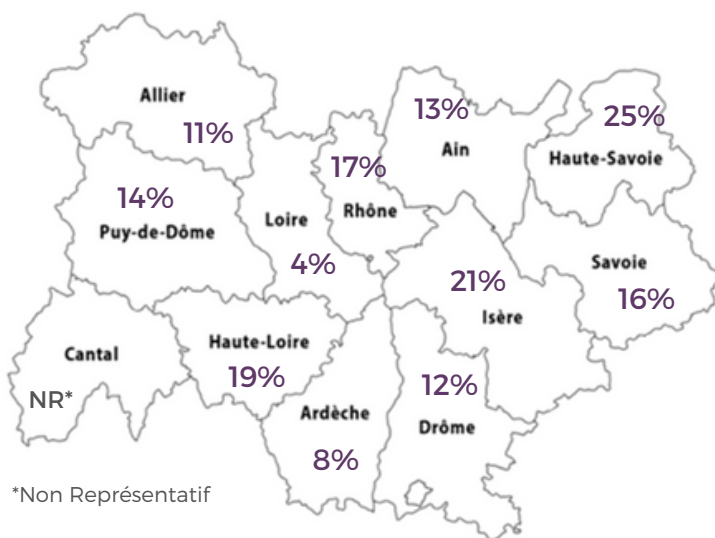 Allier
11%
13%
Ain
25%
Haute-Savoie
14%
Puy-de-Dôme
Loire
4%
17%
Rhône
21%
Isère
Savoie
16%
Cantal
NR*
Haute-Loire
19%
Ardèche
8%
12%
Drôme
*Non Représentatif